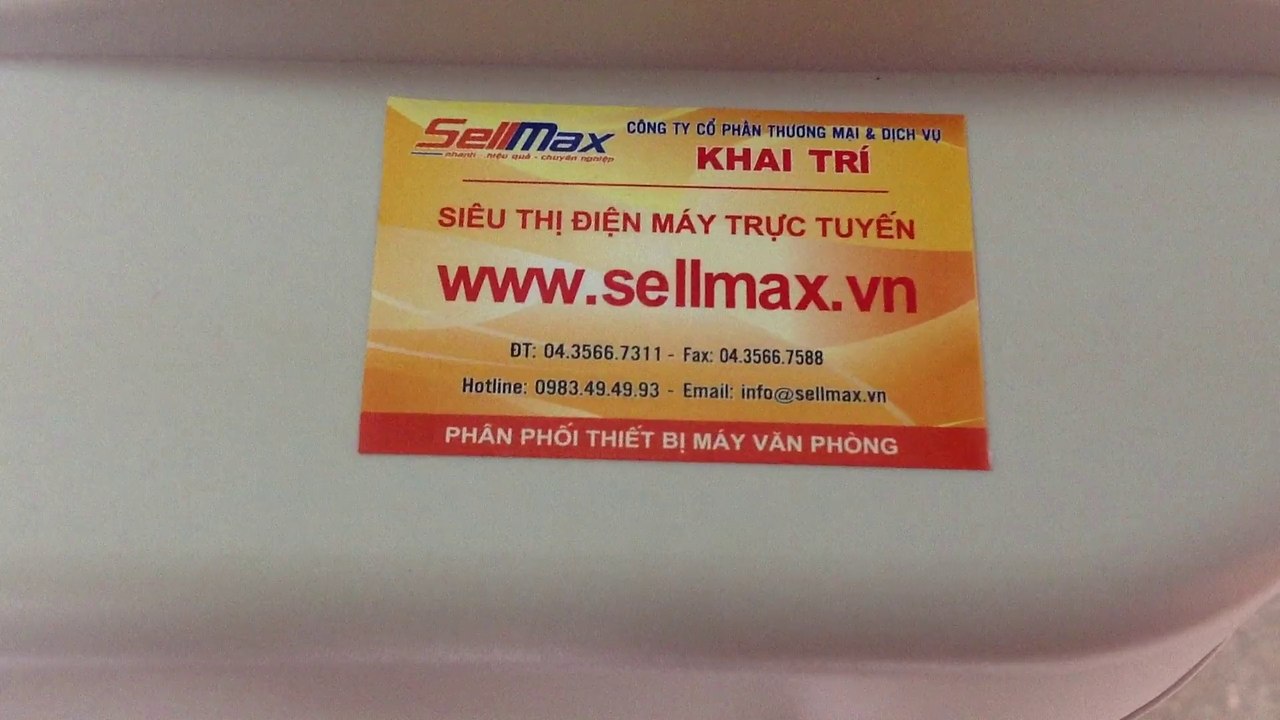 SellMax
nhanh - hiệu quả - chuyên nghiệp
CÔNG TY CỔ PHẦN THƯƠNG MẠI & DỊCH VỤ
KHAI TRÍ
SIÊU THỊ ĐIỆN MÁY TRỰC TUYẾN
www.sellmax.vn
ĐT: 04.3566.7311 - Fax: 04.3566.7588
Hotline: 0983.49.49.93 - Email: info@sellmax.vn
PHÂN PHỐI THIẾT BỊ MÁY VĂN PHÒNG